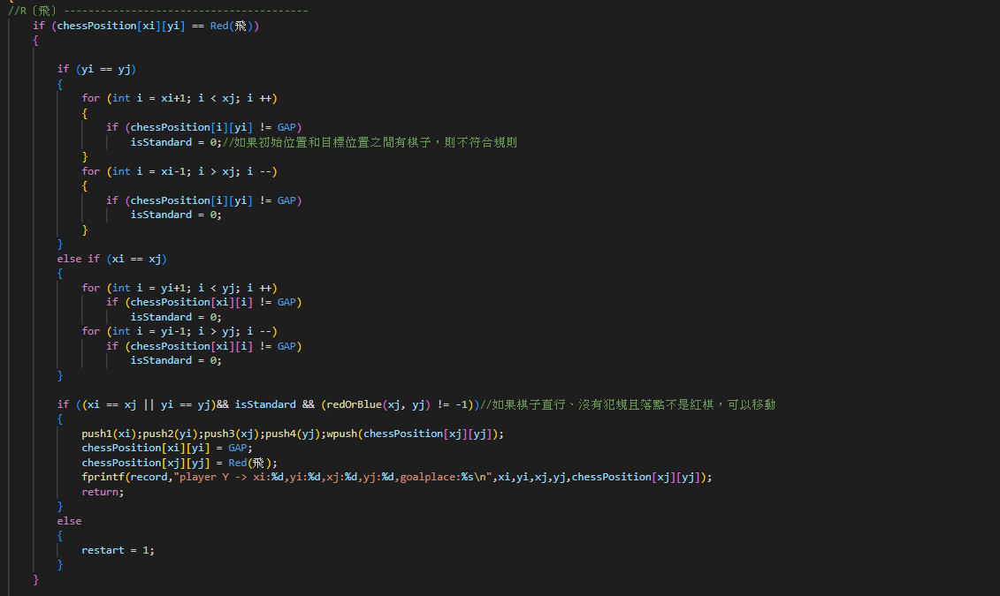 //R〔飛〕----------------------------------------
if (chessPosition[xi][yi] == Red(飛))
{
if (yi == yj)
{
for (int i = xi+1; i < xj; i ++)
{
if (chessPosition[i][yi] != GAP)
isStandard = 0;//如果初始位置和目標位置之間有棋子，則不符合規則
}
for (int i = xi-1; i > xj; i --)
{
if (chessPosition[i][yi] != GAP)
isStandard = 0;
}
}
else if (xi == xj)
{
for (int i = yi+1; i < yj; i ++)
if (chessPosition[xi][i] != GAP)
isStandard = 0;
for (int i = yi-1; i > yj; i --)
if (chessPosition[xi][i] != GAP)
isStandard = 0;
}
if ((xi == xj || yi == yj)&& isStandard && (redOrBlue(xj, yj) != -1))//如果棋子直行、沒有犯規且落點不是紅棋，可以移動
{
push1(xi);push2(yi);push3(xj);push4(yj);wpush(chessPosition[xj][yj]);
chessPosition[xi][yi] = GAP;
chessPosition[xj][yj] = Red(飛);
fprintf(record,"player Y -> xi:%d,yi:%d,xj:%d,yj:%d,goalplace:%s\n",xi,yi,xj,yj,chessPosition[xj][yj]);
return;
}
else
{
restart = 1;
}
}